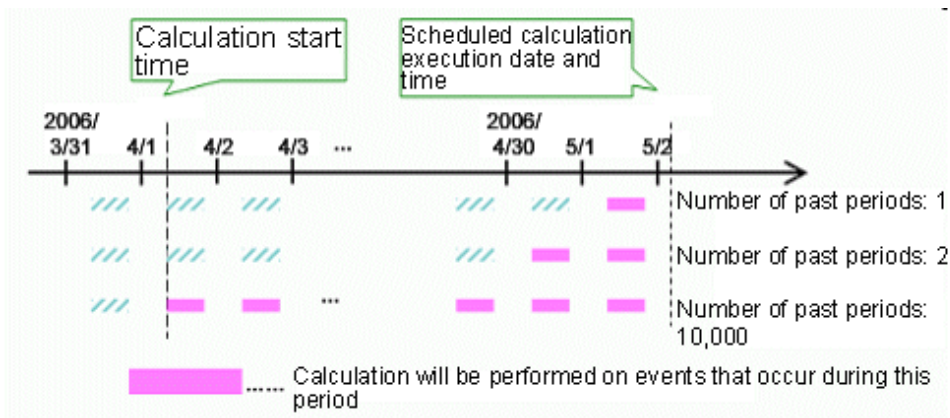 Calculation start
time
Scheduled calculation
execution date and
time
2006/
3/31 4/1 4/2 4/3 ...
2006/
4/30 5/1 5/2
Number of past periods: 1
Number of past periods: 2
...
Number of past periods:
10,000
...... Calculation will be performed on events that occur during this
period